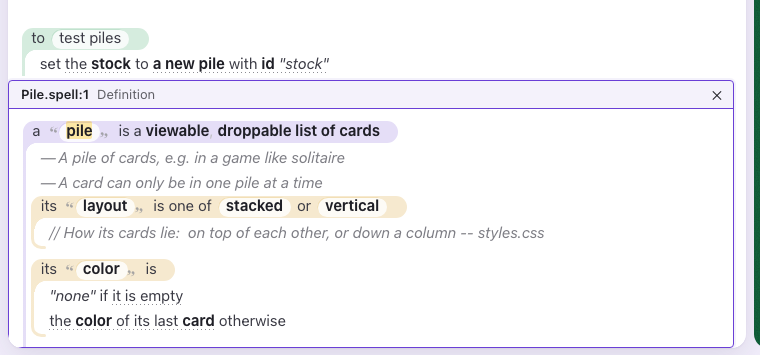 to test piles
set the stock to a new pile with id "stock"
Pile.spell:1 Definition ×
a “ pile „ is a viewable, droppable list of cards
— A pile of cards, e.g. in a game like solitaire
— A card can only be in one pile at a time
its “ layout „ is one of stacked or vertical
// How its cards lie: on top of each other, or down a column -- styles.css
its “ color „ is
"none" if it is empty
the color of its last card otherwise